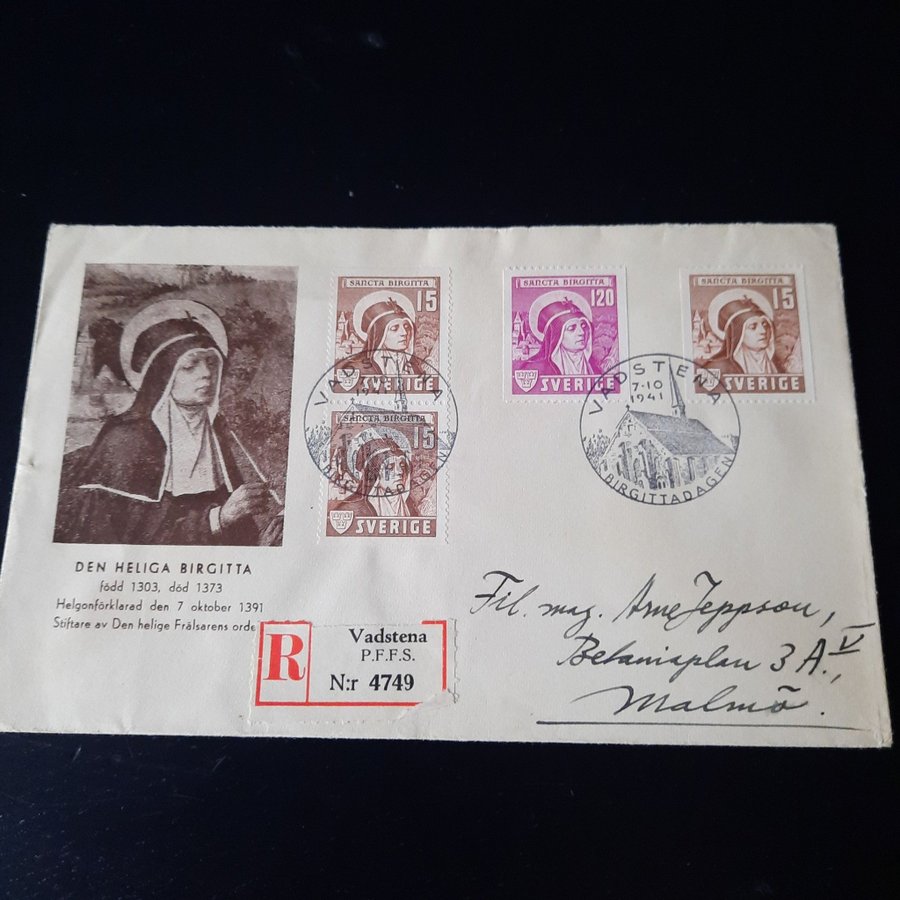 SANCTA BIRGITTA
15
SVERIGE
SANCTA BIRGITTA
15
SVERIGE
VADSTENA
BIRGITTADAGEN
SANCTA BIRGITTA
120
SVERIGE
SANCTA BIRGITTA
15
SVERIGE
VADSTENA
7-10
1941
BIRGITTADAGEN
DEN HELIGA BIRGITTA
född 1303, död 1373
Helgonförklarad den 7 oktober 1391
Stiftare av Den helige Frälsarens orde
R
Vadstena
P.F.F.S.
N:r 4749
Fil. mag. Arne Jeppson,
Betaniaplan 3 A. V,
Malmö.